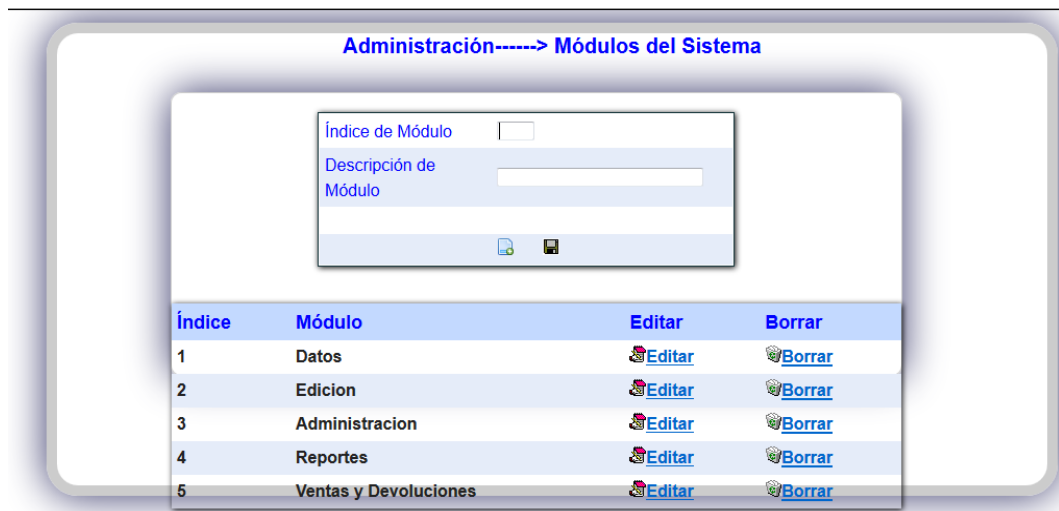 Administración------> Módulos del Sistema
Índice de Módulo
Descripción de
Módulo
Índice Módulo Editar Borrar
1 Datos Editar Borrar
2 Edicion Editar Borrar
3 Administracion Editar Borrar
4 Reportes Editar Borrar
5 Ventas y Devoluciones Editar Borrar